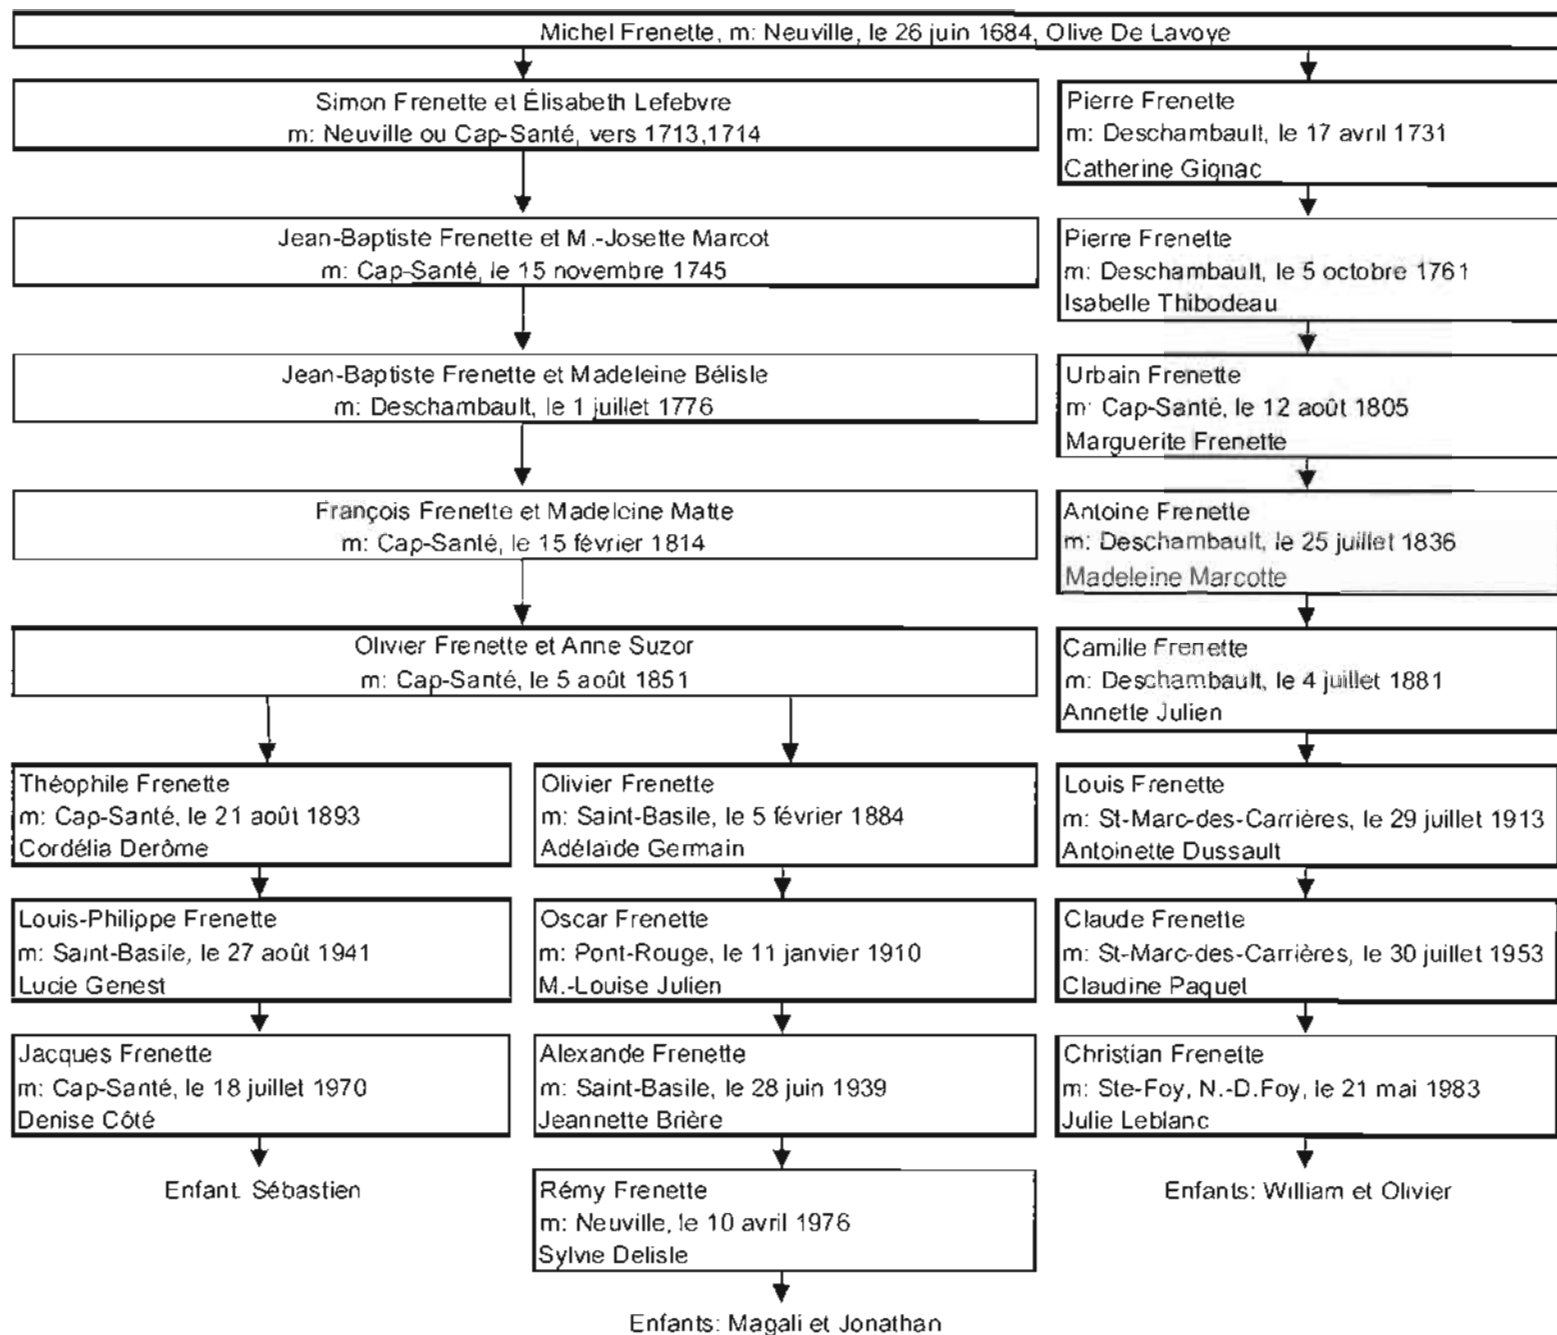 Michel Frenette, m: Neuville, le 26 juin 1684, Olive De Lavoye
Simon Frenette et Élisabeth Lefebvre
m: Neuville ou Cap-Santé, vers 1713,1714
Jean-Baptiste Frenette et M.-Josette Marcot
m: Cap-Santé, le 15 novembre 1745
Jean-Baptiste Frenette et Madeleine Bélisle
m: Deschambault, le 1 juillet 1776
François Frenette et Madeleine Matte
m: Cap-Santé, le 15 février 1814
Olivier Frenette et Anne Suzor
m: Cap-Santé, le 5 août 1851
Théophile Frenette
m: Cap-Santé, le 21 août 1893
Cordélia Derôme
Louis-Philippe Frenette
m: Saint-Basile, le 27 août 1941
Lucie Genest
Jacques Frenette
m: Cap-Santé, le 18 juillet 1970
Denise Côté
Enfant: Sébastien
Olivier Frenette
m: Saint-Basile, le 5 février 1884
Adélaïde Germain
Oscar Frenette
m: Pont-Rouge, le 11 janvier 1910
M.-Louise Julien
Alexande Frenette
m: Saint-Basile, le 28 juin 1939
Jeannette Brière
Rémy Frenette
m: Neuville, le 10 avril 1976
Sylvie Delisle
Enfants: Magali et Jonathan
Pierre Frenette
m: Deschambault, le 17 avril 1731
Catherine Gignac
Pierre Frenette
m: Deschambault, le 5 octobre 1761
Isabelle Thibodeau
Urbain Frenette
m: Cap-Santé, le 12 août 1805
Marguerite Frenette
Antoine Frenette
m: Deschambault, le 25 juillet 1836
Madeleine Marcotte
Camille Frenette
m: Deschambault, le 4 juillet 1881
Annette Julien
Louis Frenette
m: St-Marc-des-Carrières, le 29 juillet 1913
Antoinette Dussault
Claude Frenette
m: St-Marc-des-Carrières, le 30 juillet 1953
Claudine Paquet
Christian Frenette
m: Ste-Foy, N.-D.Foy, le 21 mai 1983
Julie Leblanc
Enfants: William et Olivier